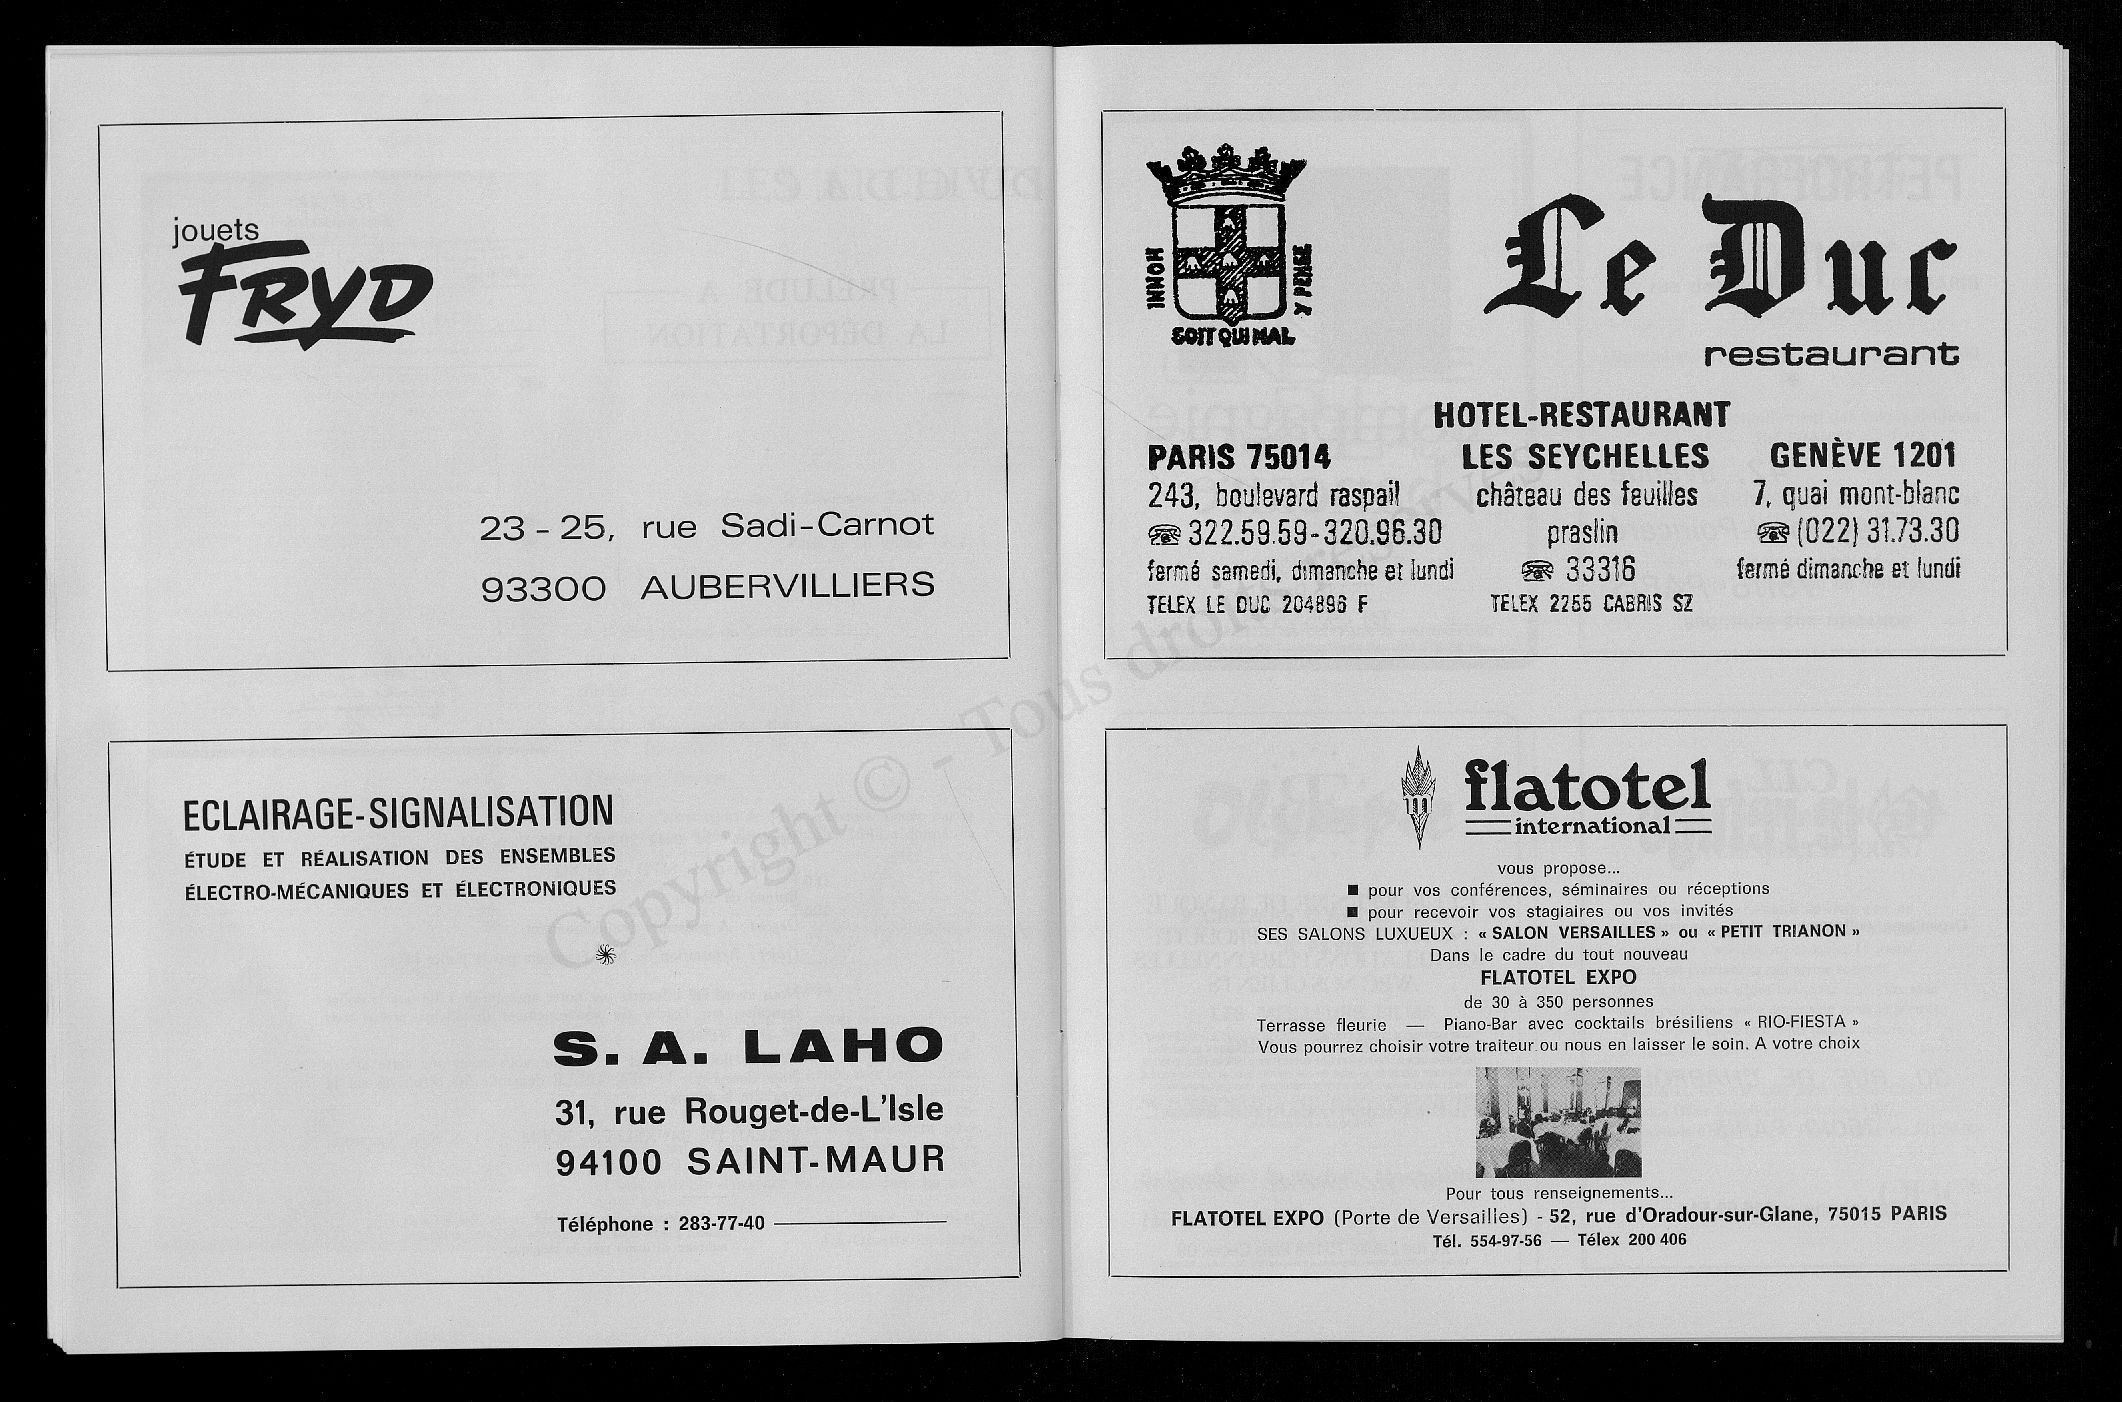 jouets
FRYD
23 - 25, rue Sadi-Carnot
93300 AUBERVILLIERS
ECLAIRAGE-SIGNALISATION
ÉTUDE ET RÉALISATION DES ENSEMBLES
ÉLECTRO-MÉCANIQUES ET ÉLECTRONIQUES
S. A. LAHO
31, rue Rouget-de-L'Isle
94100 SAINT-MAUR
Téléphone : 283-77-40
HONNI
SOIT QUI MAL
Y PENSE
Le Duc
restaurant
HOTEL-RESTAURANT
PARIS 75014 LES SEYCHELLES GENÈVE 1201
243, boulevard raspail château des feuilles 7, quai mont-blanc
☎ 322.59.59-320.96.30 praslin ☎ (022) 31.73.30
fermé samedi, dimanche et lundi ☎ 33316 fermé dimanche et lundi
TELEX LE DUC 204896 F TELEX 2255 CABRIS SZ
flatotel
international
vous propose...
■ pour vos conférences, séminaires ou réceptions
■ pour recevoir vos stagiaires ou vos invités
SES SALONS LUXUEUX : « SALON VERSAILLES » ou « PETIT TRIANON »
Dans le cadre du tout nouveau
FLATOTEL EXPO
de 30 à 350 personnes
Terrasse fleurie — Piano-Bar avec cocktails brésiliens « RIO-FIESTA »
Vous pourrez choisir votre traiteur ou nous en laisser le soin. A votre choix
Pour tous renseignements...
FLATOTEL EXPO (Porte de Versailles) - 52, rue d'Oradour-sur-Glane, 75015 PARIS
Tél. 554-97-56 — Télex 200 406
Copyright © - Tous droits réservés